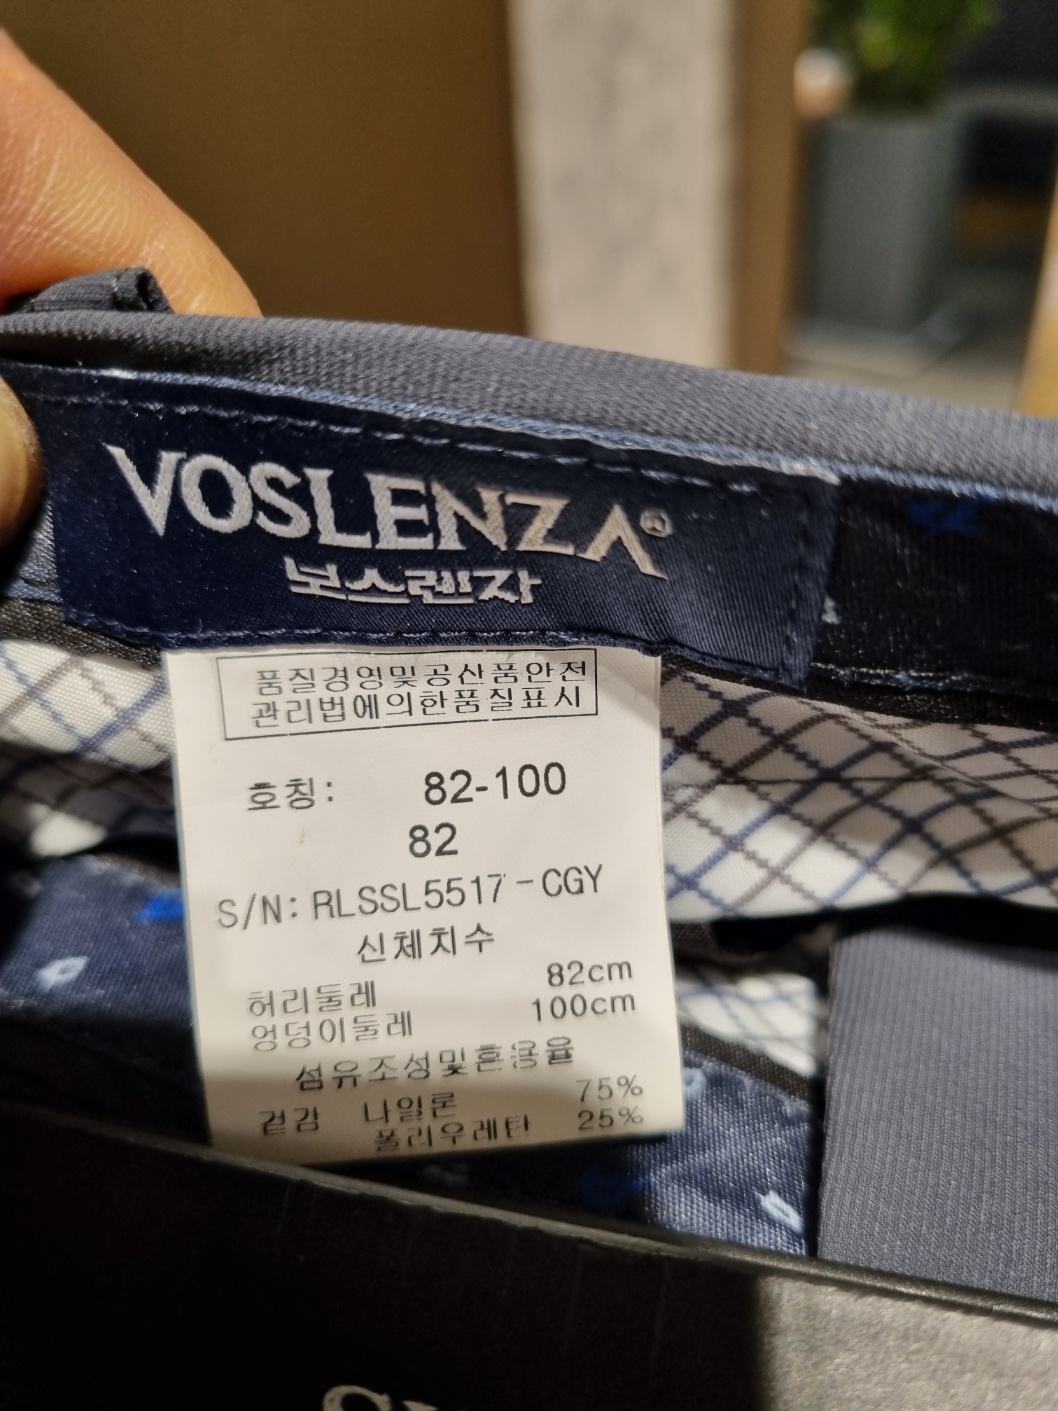 VOSLENZA®
보스렌자
품질경영및공산품안전
관리법에의한품질표시
호칭: 82-100
82
S/N: RLSSL5517-CGY
신체치수
허리둘레 82cm
엉덩이둘레 100cm
섬유조성및혼용율
겉감 나일론 75%
폴리우레탄 25%